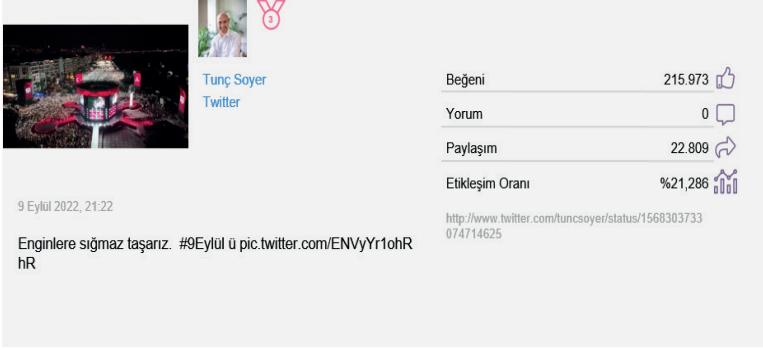 3
Tunç Soyer
Twitter
9 Eylül 2022, 21:22
Enginlere sığmaz taşarız. #9Eylül ü pic.twitter.com/ENVyYr1ohR
hR
Beğeni 215.973
Yorum 0
Paylaşım 22.809
Etikleşim Oranı %21,286
http://www.twitter.com/tuncsoyer/status/1568303733
074714625